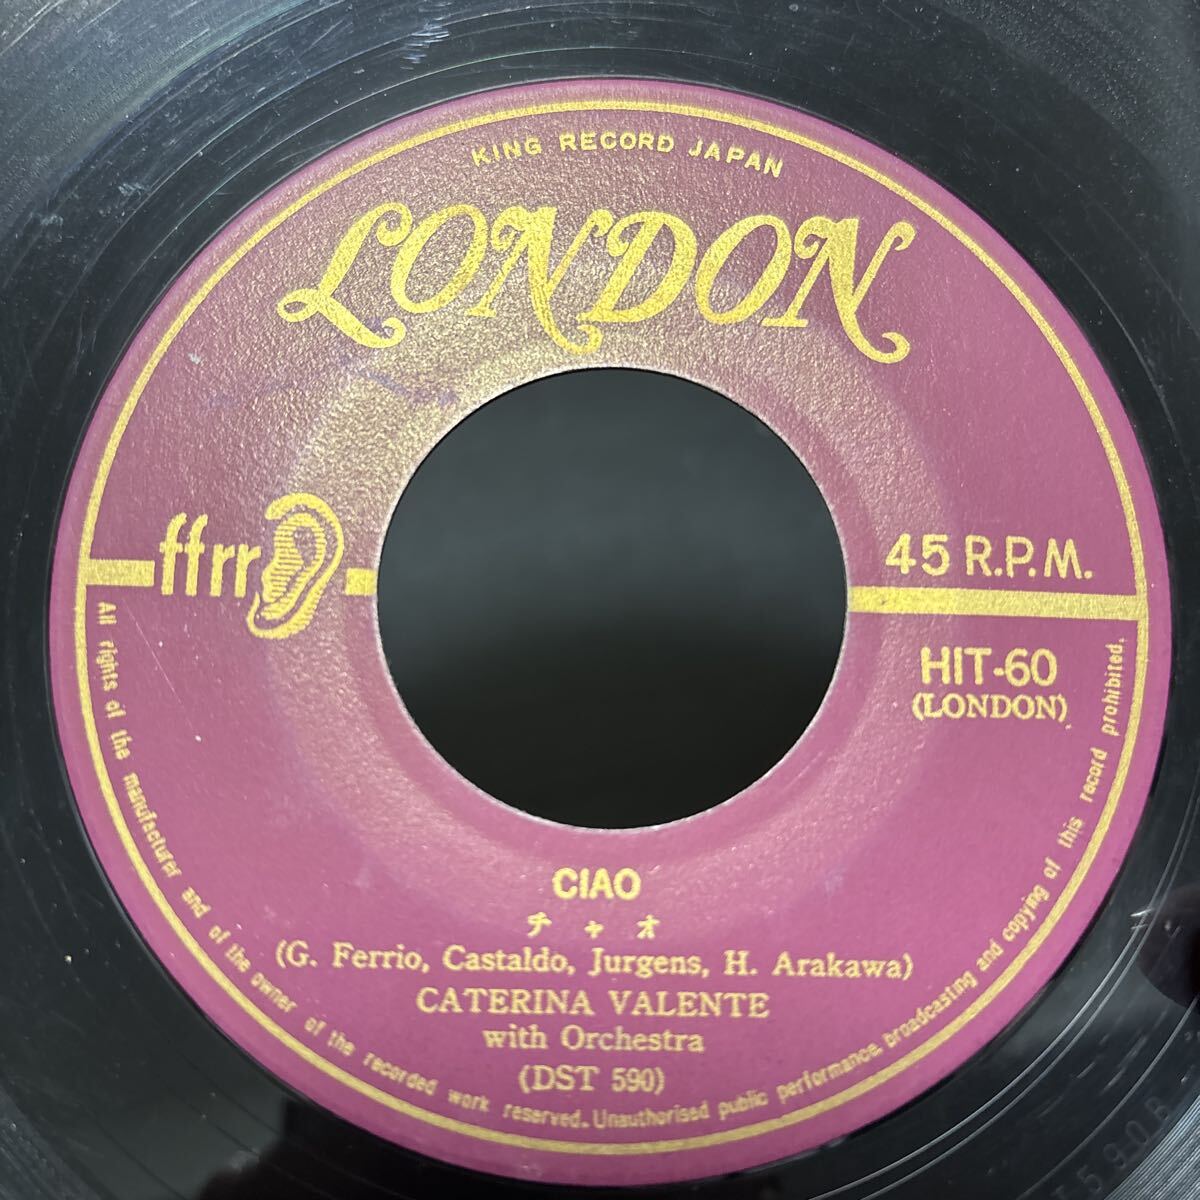 KING RECORD JAPAN
LONDON
ffrr
45 R.P.M.
HIT-60
(LONDON)
CIAO
チャオ
(G. Ferrio, Castaldo, Jurgens, H. Arakawa)
CATERINA VALENTE
with Orchestra
(DST 590)
All rights of the manufacturer and of the owner of the recorded work reserved. Unauthorised public performance, broadcasting and copying of this record prohibited.